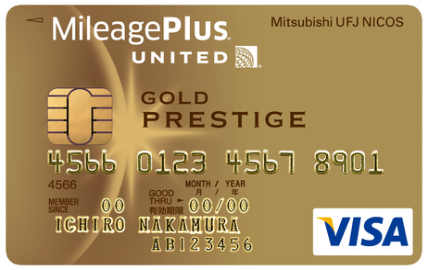 MileagePlus.
Mitsubishi UFJ NICOS
UNITED
GOLD
PRESTIGE
4566 0123 4567 8901
4566
MONTH / YEAR
月 / 年
MEMBER SINCE 00 GOOD THRU 有効期限 00/00
ICHIRO NAKAMURA
AB123456
VISA